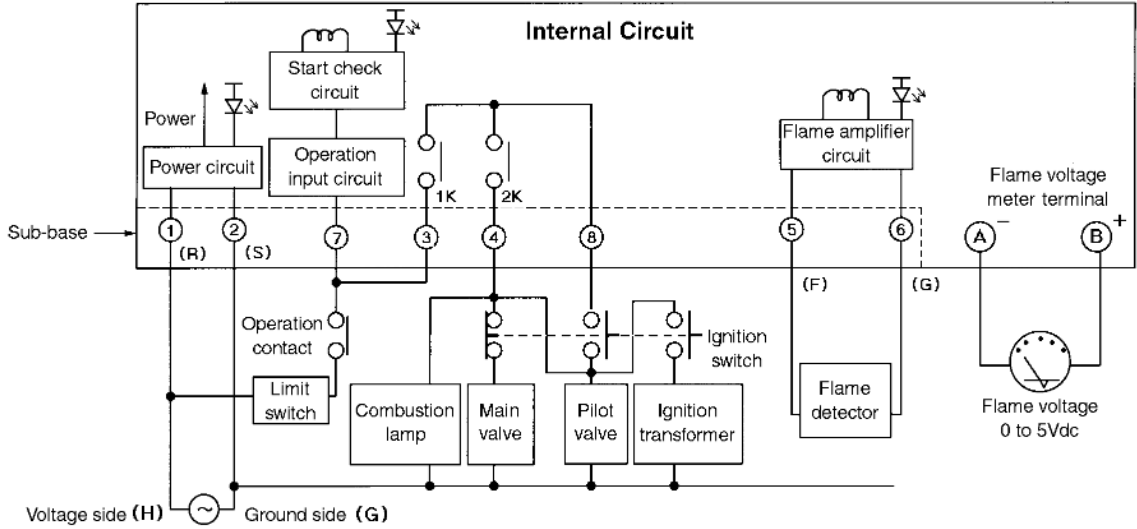 Internal Circuit
Start check
circuit
Power
Power circuit
Operation
input circuit
1K
2K
Flame amplifier
circuit
Flame voltage
meter terminal
Sub-base
1
(R)
2
(S)
7
3
4
8
5
6
A
−
B
+
(F)
(G)
Operation
contact
Ignition
switch
Limit
switch
Combustion
lamp
Main
valve
Pilot
valve
Ignition
transformer
Flame
detector
Flame voltage
0 to 5Vdc
Voltage side (H)
~
Ground side (G)